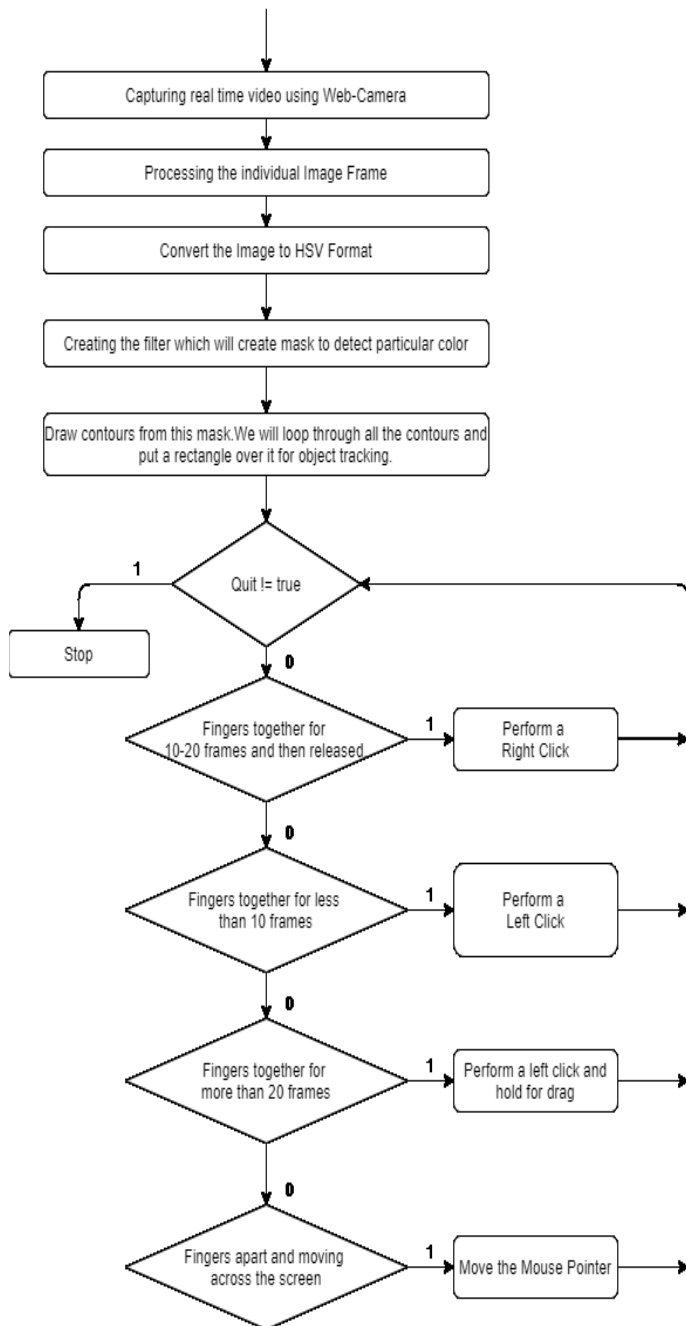 Capturing real time video using Web-Camera
Processing the individual Image Frame
Convert the Image to HSV Format
Creating the filter which will create mask to detect particular color
Draw contours from this mask.We will loop through all the contours and
put a rectangle over it for object tracking.
1
Quit != true
Stop
0
Fingers together for
10-20 frames and then released
1
Perform a
Right Click
0
Fingers together for less
than 10 frames
1
Perform a
Left Click
0
Fingers together for
more than 20 frames
1
Perform a left click and
hold for drag
0
Fingers apart and moving
across the screen
1
Move the Mouse Pointer